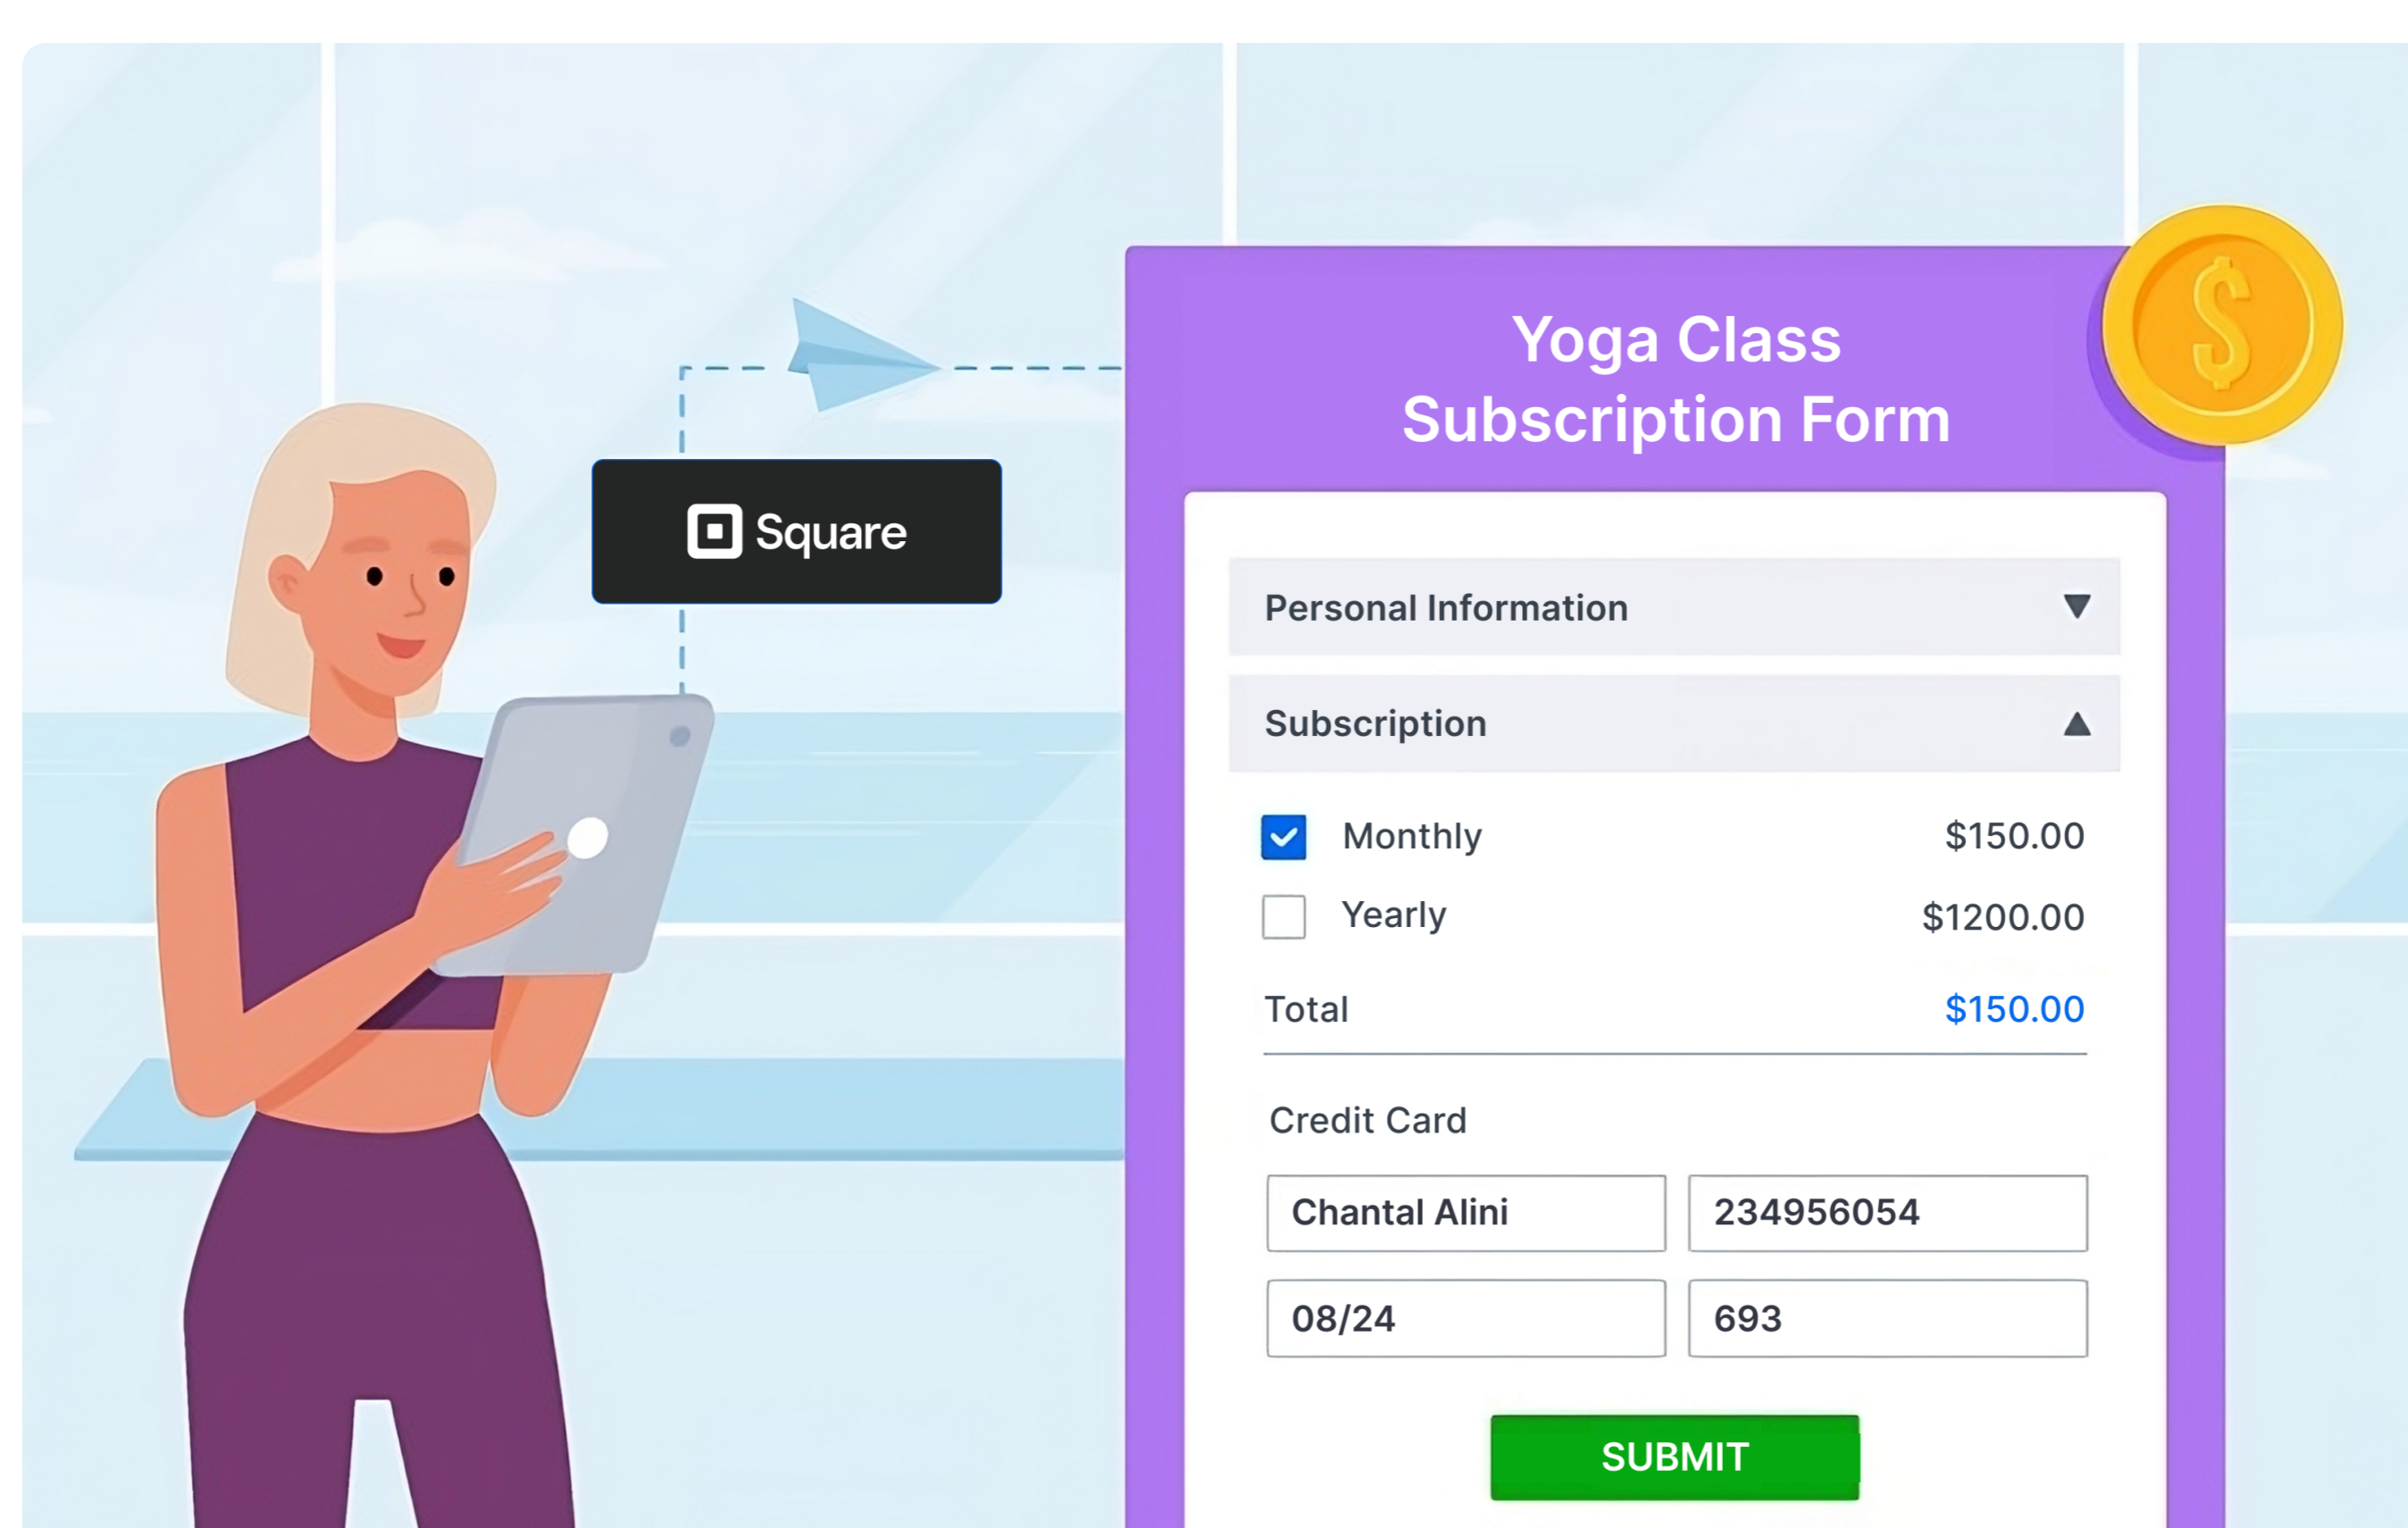 Yoga Class
Subscription Form
Square
Personal Information
Subscription
Monthly $150.00
Yearly $1200.00
Total $150.00
Credit Card
Chantal Alini 234956054
08/24 693
SUBMIT